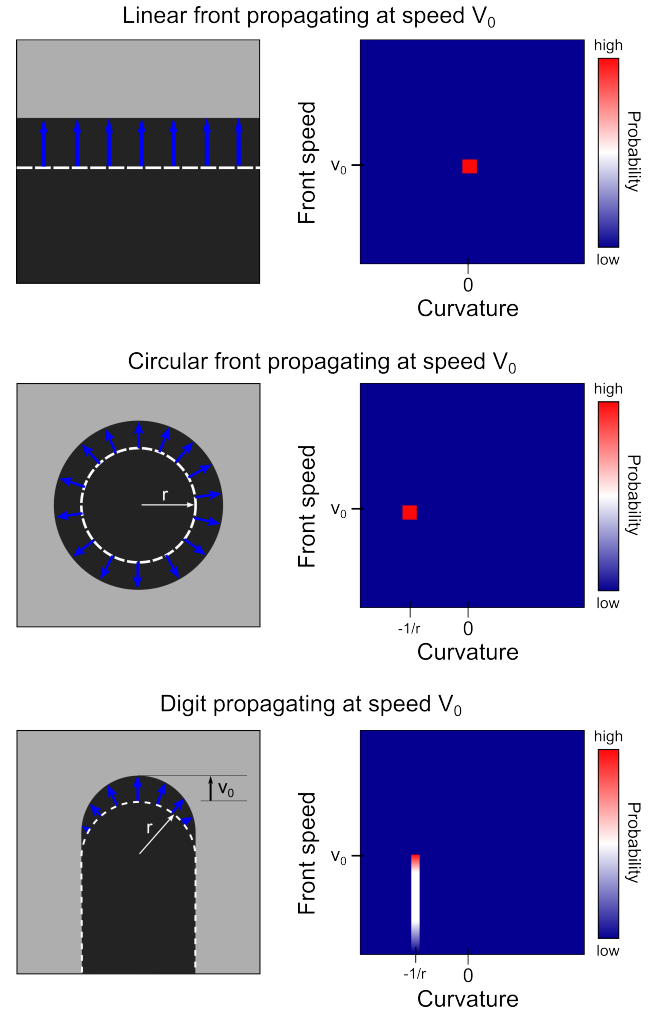 Linear front propagating at speed V₀
high
Front speed
v₀
Probability
low
0
Curvature
Circular front propagating at speed V₀
high
r
Front speed
v₀
Probability
low
-1/r
0
Curvature
Digit propagating at speed V₀
high
v₀
r
Front speed
v₀
Probability
low
-1/r
0
Curvature